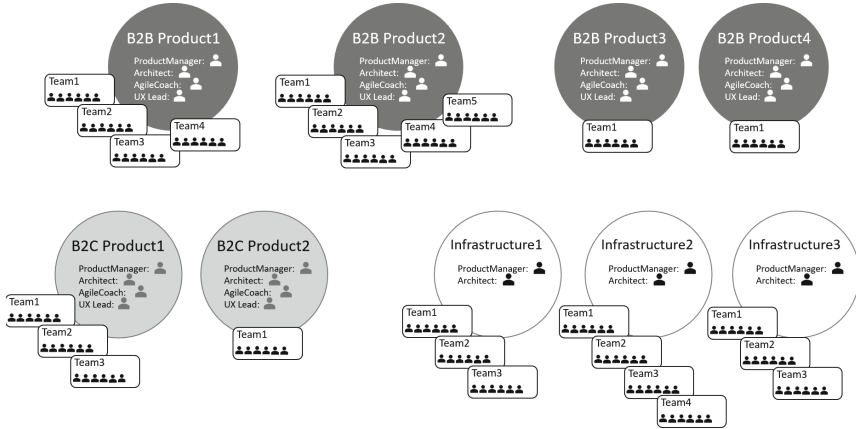 B2B Product1
ProductManager:
Architect:
AgileCoach:
UX Lead:
Team1
Team2
Team3
Team4
B2B Product2
ProductManager:
Architect:
AgileCoach:
UX Lead:
Team1
Team2
Team3
Team4
Team5
B2B Product3
ProductManager:
Architect:
AgileCoach:
UX Lead:
Team1
B2B Product4
ProductManager:
Architect:
AgileCoach:
UX Lead:
Team1
B2C Product1
ProductManager:
Architect:
AgileCoach:
UX Lead:
Team1
Team2
Team3
B2C Product2
ProductManager:
Architect:
AgileCoach:
UX Lead:
Team1
Infrastructure1
ProductManager:
Architect:
Team1
Team2
Team3
Infrastructure2
ProductManager:
Architect:
Team1
Team2
Team3
Team4
Infrastructure3
ProductManager:
Architect:
Team1
Team2
Team3